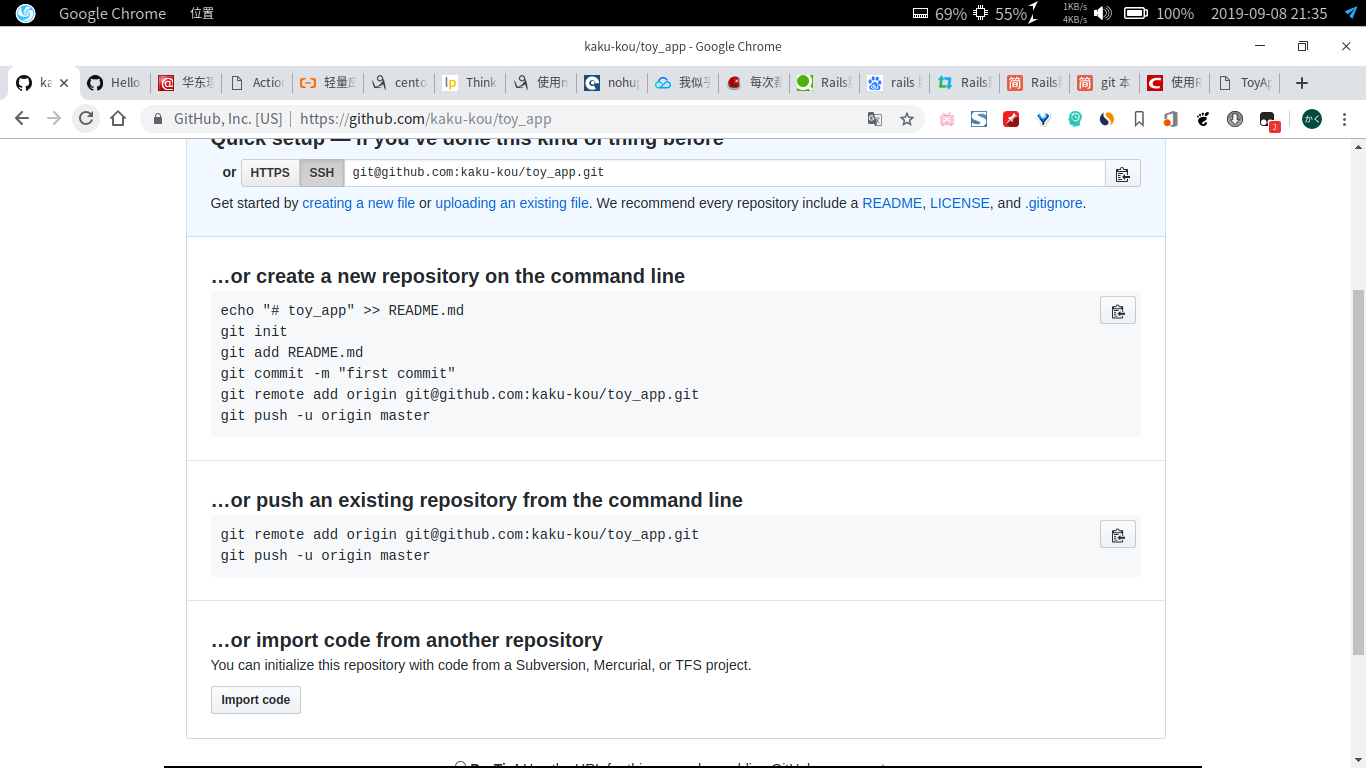 Google Chrome 位置 69% 55% 1KB/s 4KB/s 100% 2019-09-08 21:35
kaku-kou/toy_app - Google Chrome
ka Hello 华东 Action 轻量 cento Think 使用n nohup 我似乎 每次都 Rails rails Rails Rails git 本 使用R ToyAp
GitHub, Inc. [US] https://github.com/kaku-kou/toy_app かく 2
Quick setup — if you've done this kind of thing before
or HTTPS SSH git@github.com:kaku-kou/toy_app.git
Get started by creating a new file or uploading an existing file. We recommend every repository include a README, LICENSE, and .gitignore.
…or create a new repository on the command line
echo "# toy_app" >> README.md
git init
git add README.md
git commit -m "first commit"
git remote add origin git@github.com:kaku-kou/toy_app.git
git push -u origin master
…or push an existing repository from the command line
git remote add origin git@github.com:kaku-kou/toy_app.git
git push -u origin master
…or import code from another repository
You can initialize this repository with code from a Subversion, Mercurial, or TFS project.
Import code